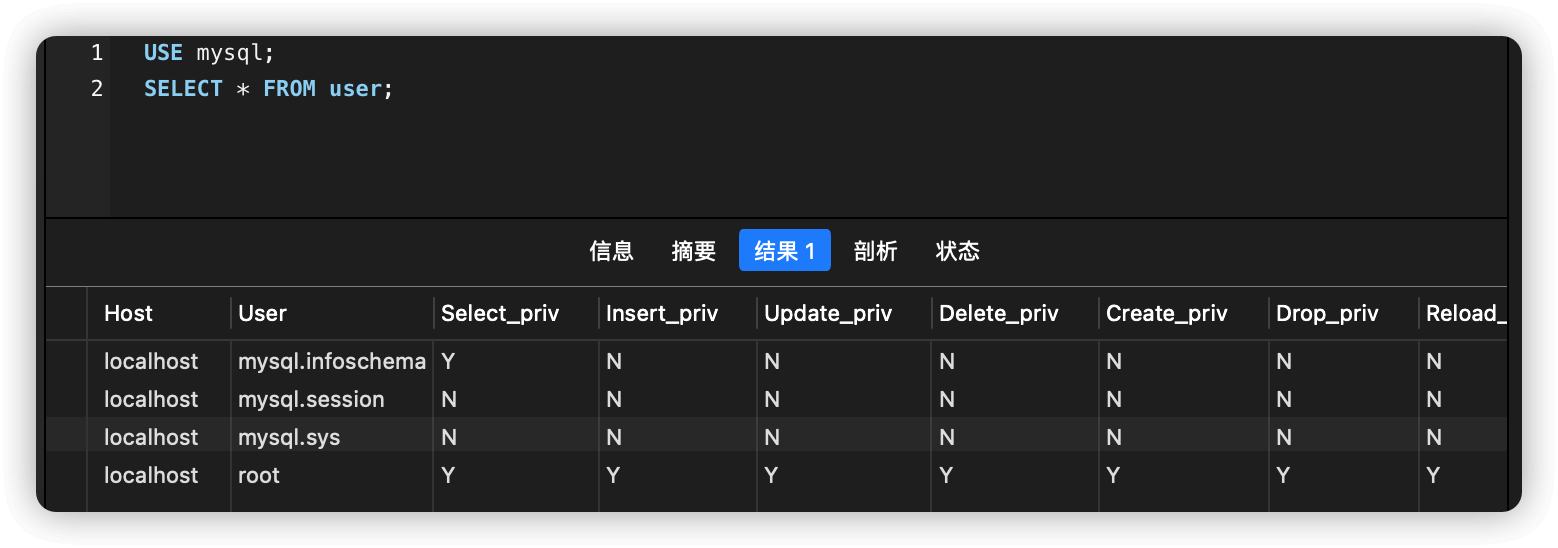 1 USE mysql;
2 SELECT * FROM user;
信息 摘要 结果 1 剖析 状态
Host User Select_priv Insert_priv Update_priv Delete_priv Create_priv Drop_priv Reload_
localhost mysql.infoschema Y N N N N N N
localhost mysql.session N N N N N N N
localhost mysql.sys N N N N N N N
localhost root Y Y Y Y Y Y Y